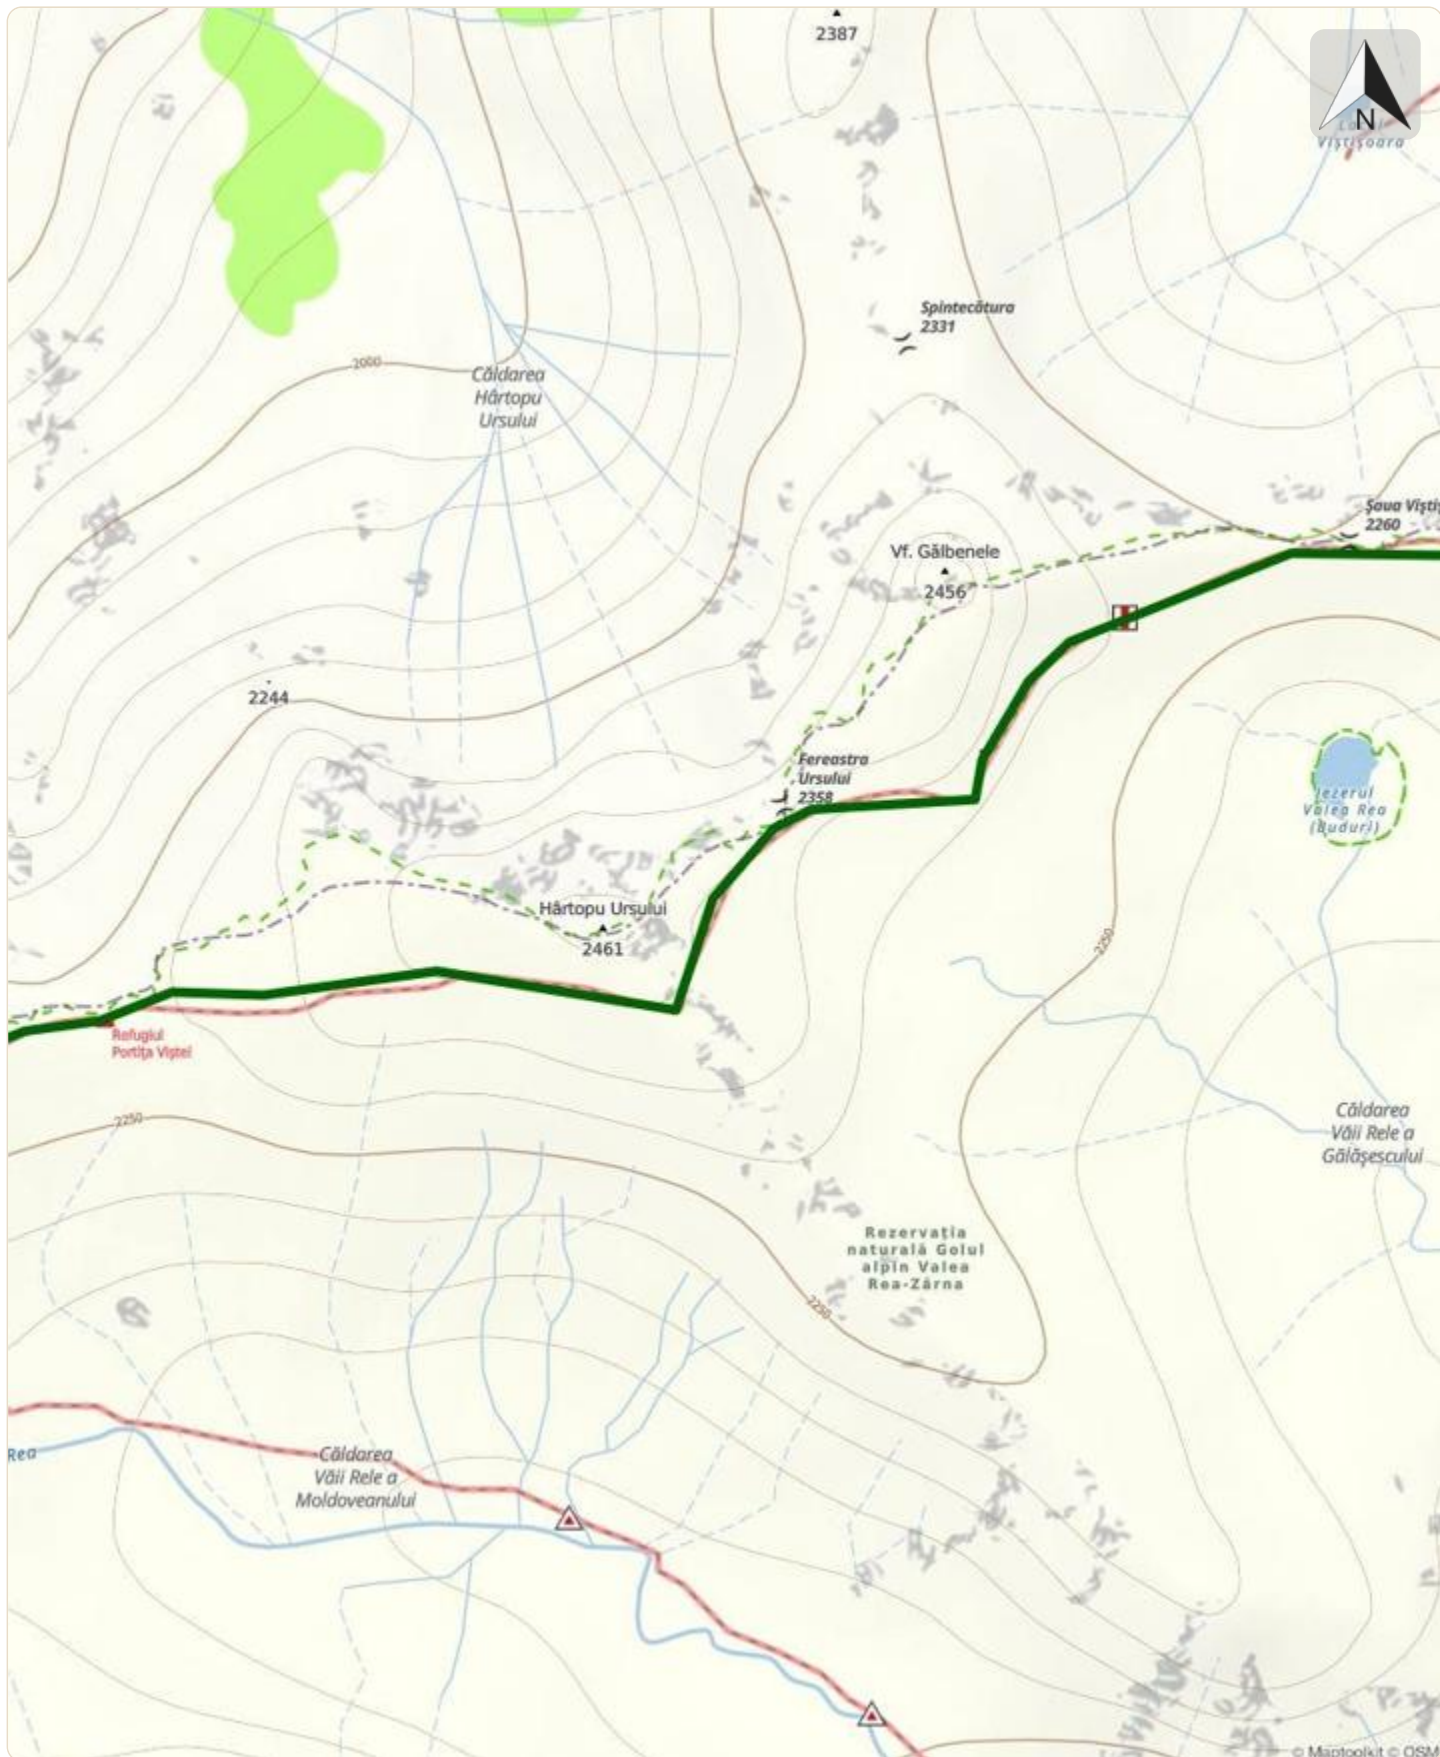 2387
N
Viştişoara
Spintecătura
2331
2000
Căldarea
Hârtopu
Ursului
Şaua Vişti
2260
Vf. Gălbenele
2456
2244
Fereastra
Ursului
2358
Iezerul
Valea Rea
(Buduri)
Hârtopu Ursului
2461
2250
Refugiul
Portiţa Viştei
2250
Căldarea
Văii Rele a
Gălăşescului
Rezervaţia
naturală Golul
alpin Valea
Rea-Zârna
2250
Rea
Căldarea
Văii Rele a
Moldoveanului
© Maptoolkit © OSM